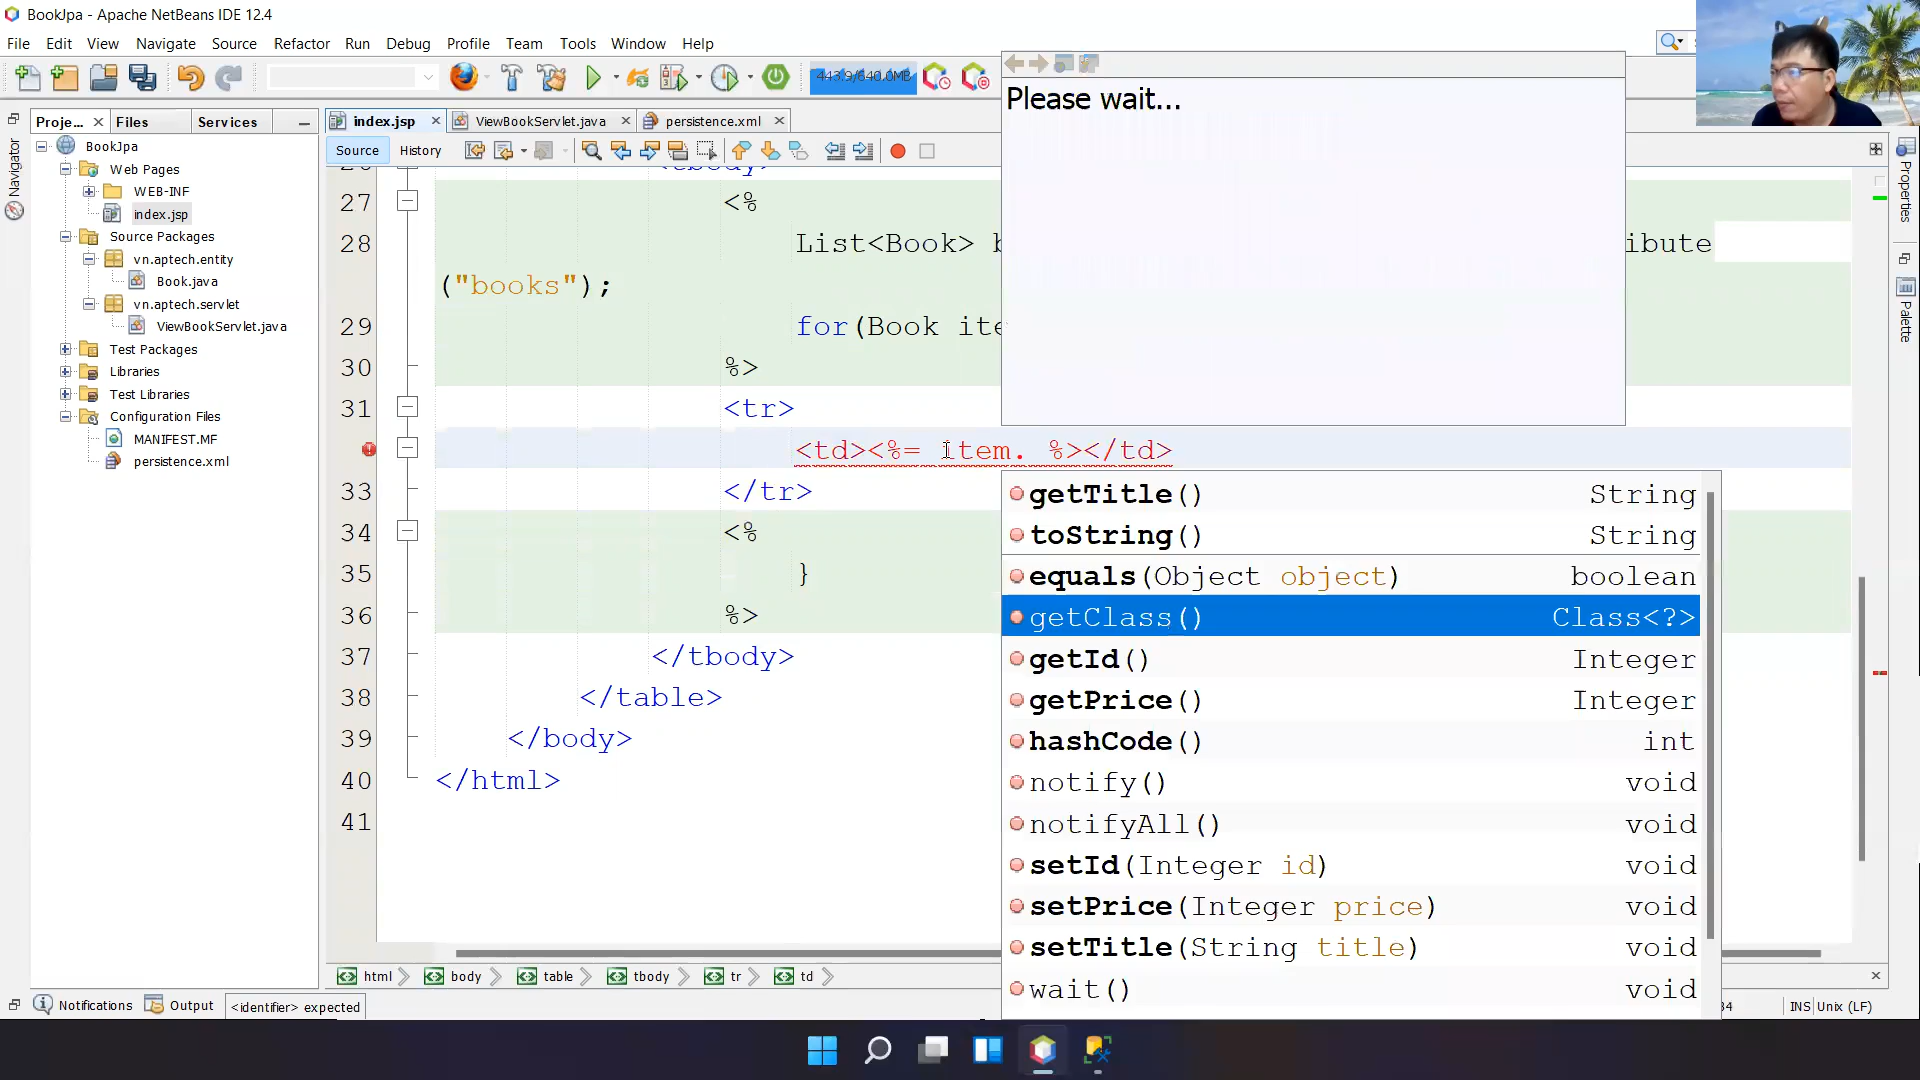 BookJpa - Apache NetBeans IDE 12.4
File Edit View Navigate Source Refactor Run Debug Profile Team Tools Window Help
443.9/640.0MB
Please wait...
Proje... Files Services
index.jsp ViewBookServlet.java persistence.xml
Source History
Navigator
Properties
Palette
BookJpa
Web Pages
WEB-INF
index.jsp
Source Packages
vn.aptech.entity
Book.java
vn.aptech.servlet
ViewBookServlet.java
Test Packages
Libraries
Test Libraries
Configuration Files
MANIFEST.MF
persistence.xml
27 <%
28 List<Book> b ibute
("books");
29 for(Book ite
30 %>
31 <tr>
<td><%= item. %></td>
33 </tr>
34 <%
35 }
36 %>
37 </tbody>
38 </table>
39 </body>
40 </html>
41
getTitle() String
toString() String
equals(Object object) boolean
getClass() Class<?>
getId() Integer
getPrice() Integer
hashCode() int
notify() void
notifyAll() void
setId(Integer id) void
setPrice(Integer price) void
setTitle(String title) void
wait() void
html body table tbody tr td
Notifications Output <identifier> expected 34 INS Unix (LF)